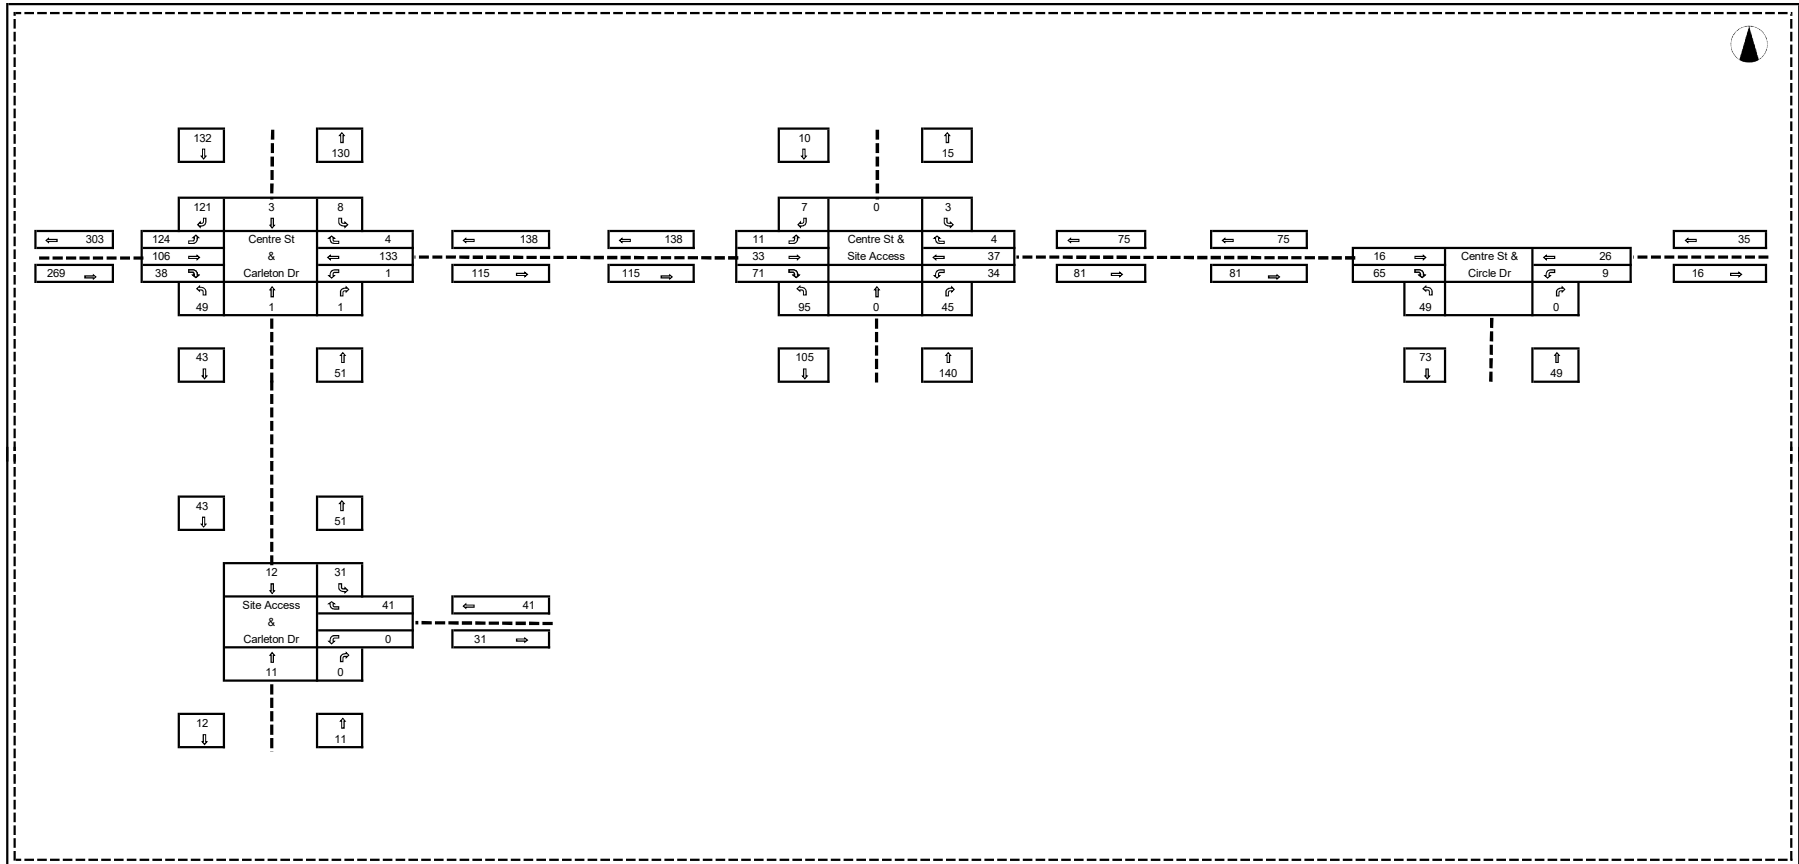 132 130 10 15
121 3 8 7 0 3
303 124 Centre St 4 138 138 11 Centre St & 4 75 75 35
106 & 133 33 Site Access 37 16 Centre St & 26
269 38 Carleton Dr 1 115 115 71 34 81 81 65 Circle Dr 9 16
49 1 1 95 0 45 49 0
43 51 105 140 73 49
43 51
12 31
Site Access 41 41
&
Carleton Dr 0 31
11 0
12 11